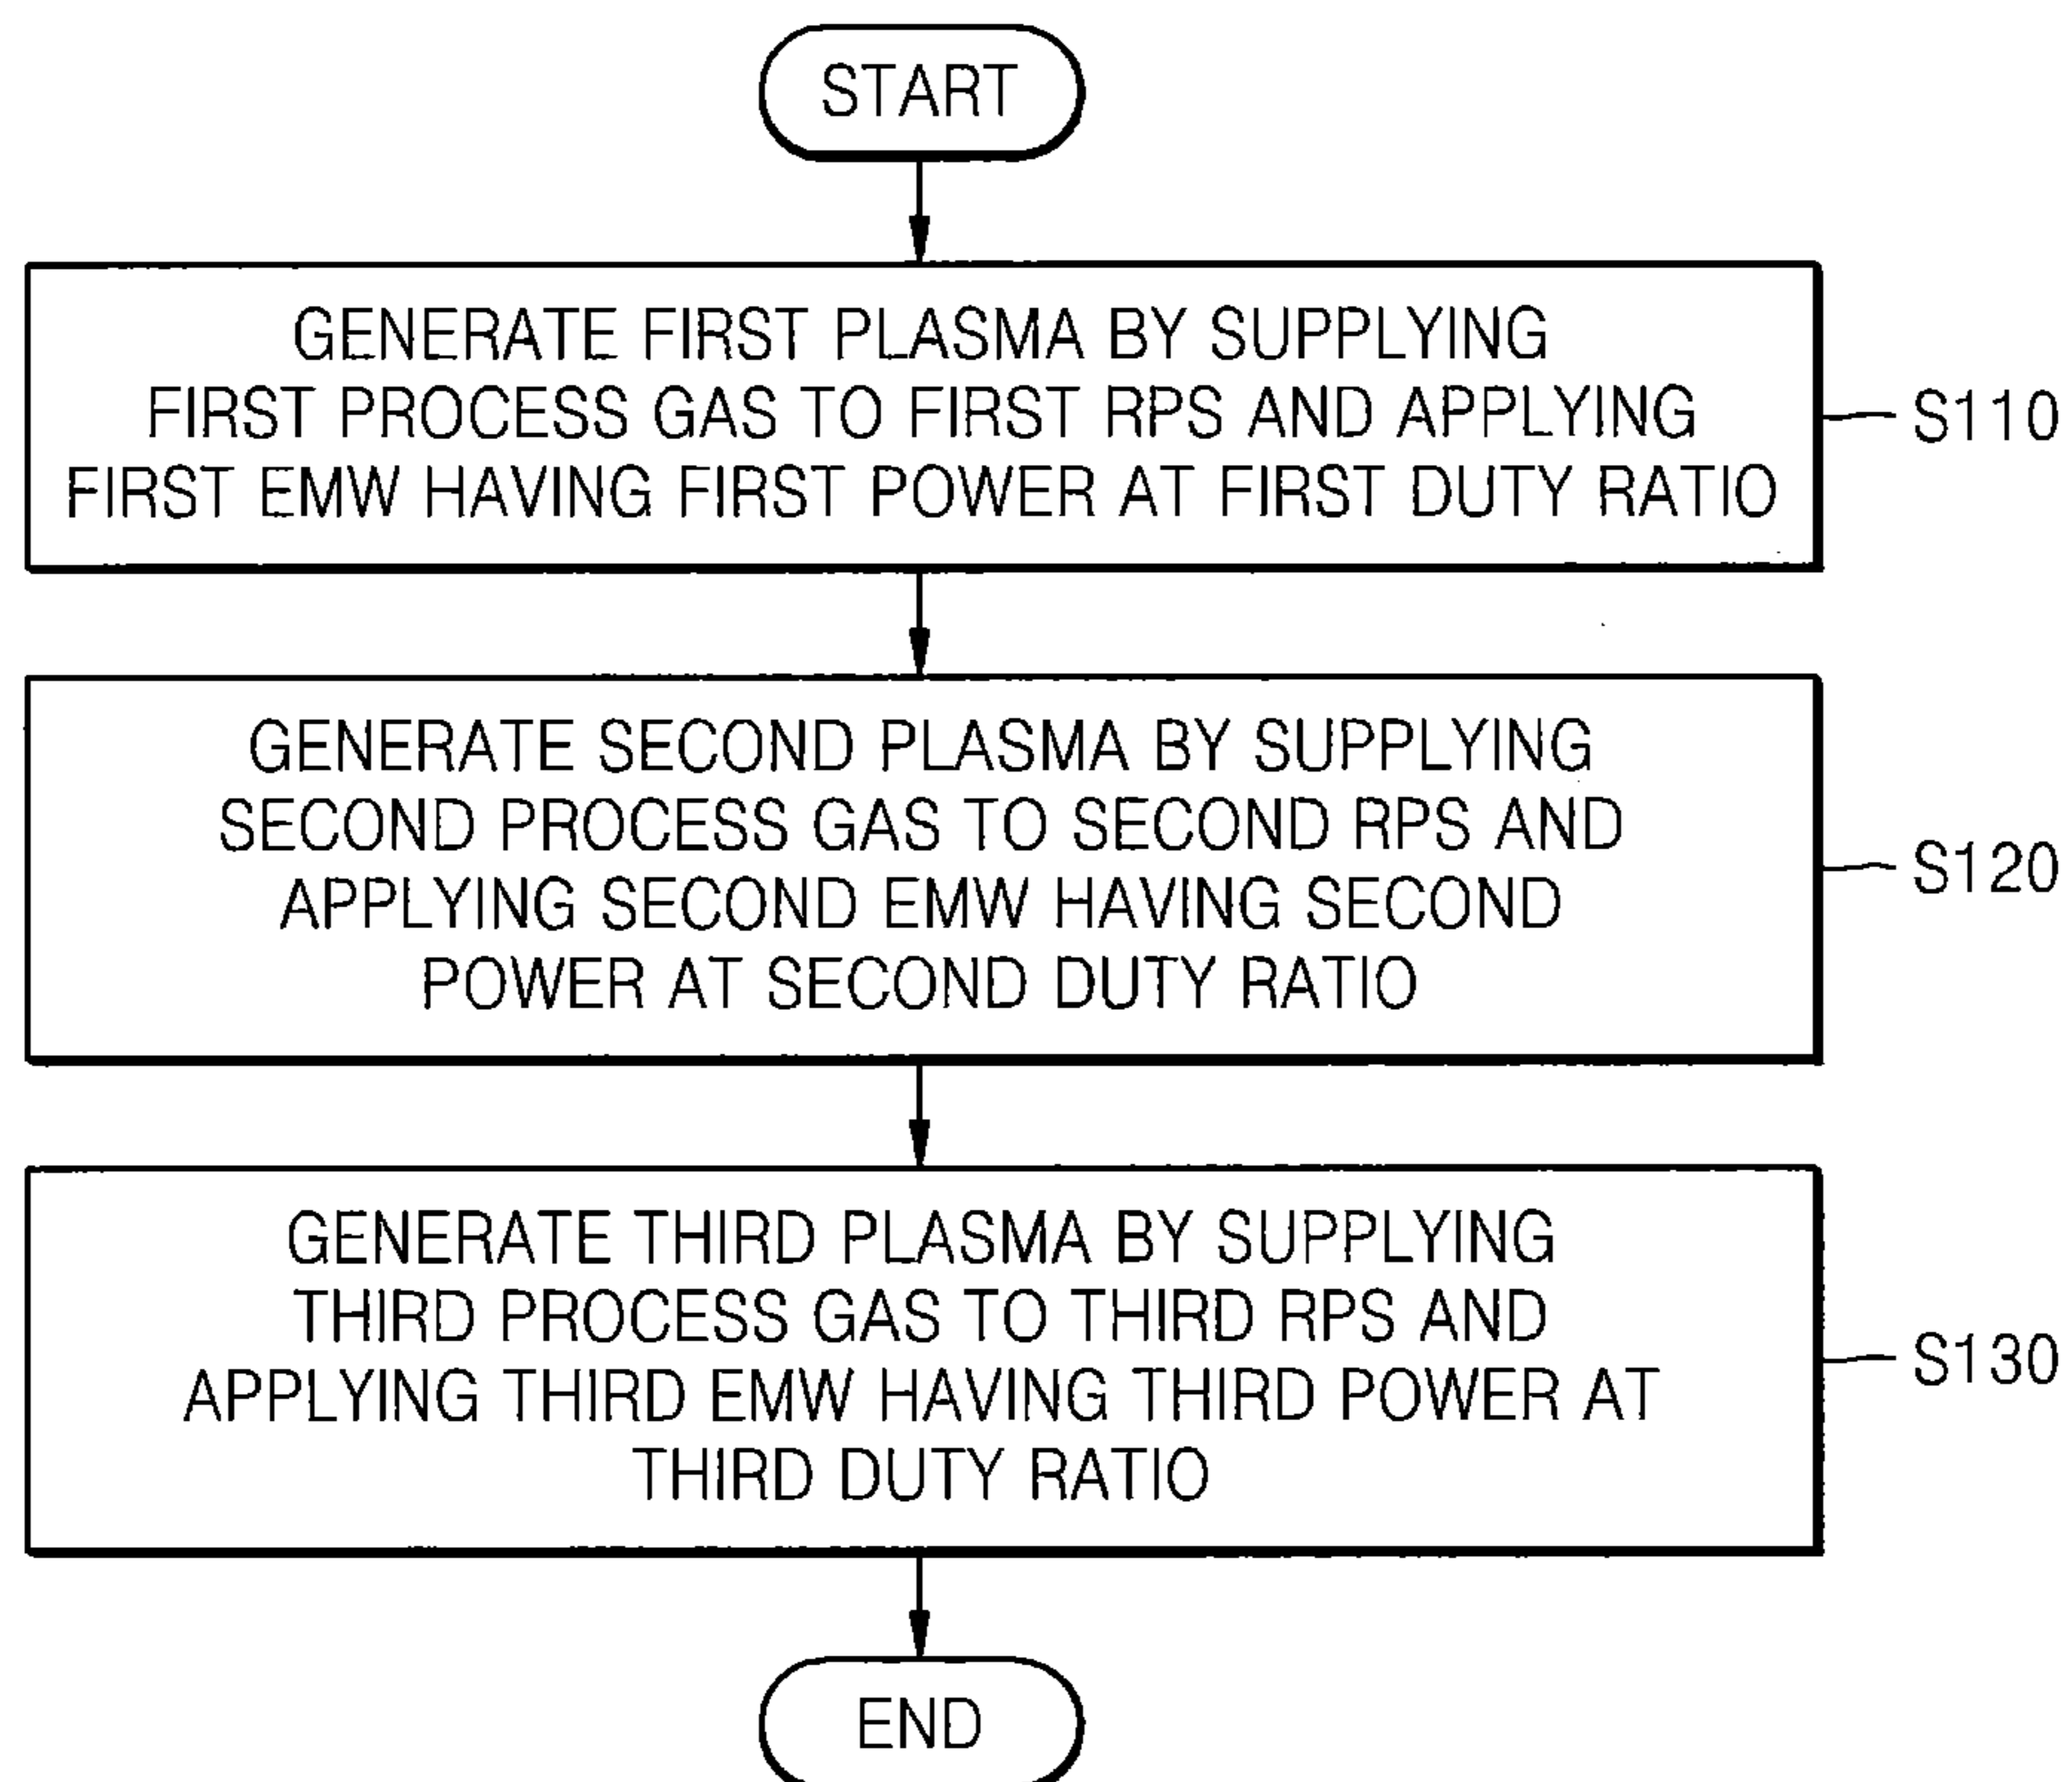 START
GENERATE FIRST PLASMA BY SUPPLYING
FIRST PROCESS GAS TO FIRST RPS AND APPLYING
FIRST EMW HAVING FIRST POWER AT FIRST DUTY RATIO
S110
GENERATE SECOND PLASMA BY SUPPLYING
SECOND PROCESS GAS TO SECOND RPS AND
APPLYING SECOND EMW HAVING SECOND
POWER AT SECOND DUTY RATIO
S120
GENERATE THIRD PLASMA BY SUPPLYING
THIRD PROCESS GAS TO THIRD RPS AND
APPLYING THIRD EMW HAVING THIRD POWER AT
THIRD DUTY RATIO
S130
END